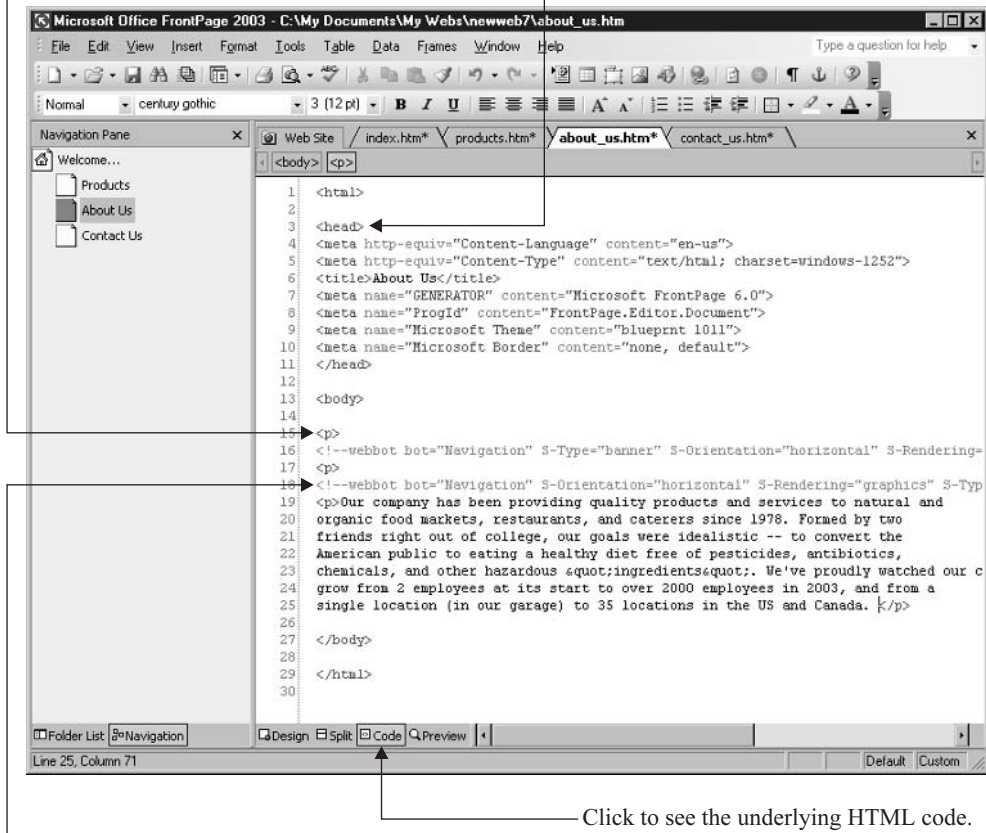 Microsoft Office FrontPage 2003 - C:\My Documents\My Webs\newweb7\about_us.htm
File Edit View Insert Format Tools Table Data Frames Window Help Type a question for help
Normal century gothic 3 (12 pt) B I U A A A
Navigation Pane
Web Site index.htm* products.htm* about_us.htm* contact_us.htm*
Welcome...
<body> <p>
Products
About Us
Contact Us
1 <html>
2
3 <head>
4 <meta http-equiv="Content-Language" content="en-us">
5 <meta http-equiv="Content-Type" content="text/html; charset=windows-1252">
6 <title>About Us</title>
7 <meta name="GENERATOR" content="Microsoft FrontPage 6.0">
8 <meta name="ProgId" content="FrontPage.Editor.Document">
9 <meta name="Microsoft Theme" content="blueprnt 1011">
10 <meta name="Microsoft Border" content="none, default">
11 </head>
12
13 <body>
14
15 <p>
16 <!--webbot bot="Navigation" S-Type="banner" S-Orientation="horizontal" S-Rendering=
17 <p>
18 <!--webbot bot="Navigation" S-Orientation="horizontal" S-Rendering="graphics" S-Typ
19 <p>Our company has been providing quality products and services to natural and
20 organic food markets, restaurants, and caterers since 1978. Formed by two
21 friends right out of college, our goals were idealistic -- to convert the
22 American public to eating a healthy diet free of pesticides, antibiotics,
23 chemicals, and other hazardous &quot;ingredients&quot;. We've proudly watched our c
24 grow from 2 employees at its start to over 2000 employees in 2003, and from a
25 single location (in our garage) to 35 locations in the US and Canada. </p>
26
27 </body>
28
29 </html>
30
Folder List Navigation Design Split Code Preview
Line 25, Column 71 Default Custom
Click to see the underlying HTML code.